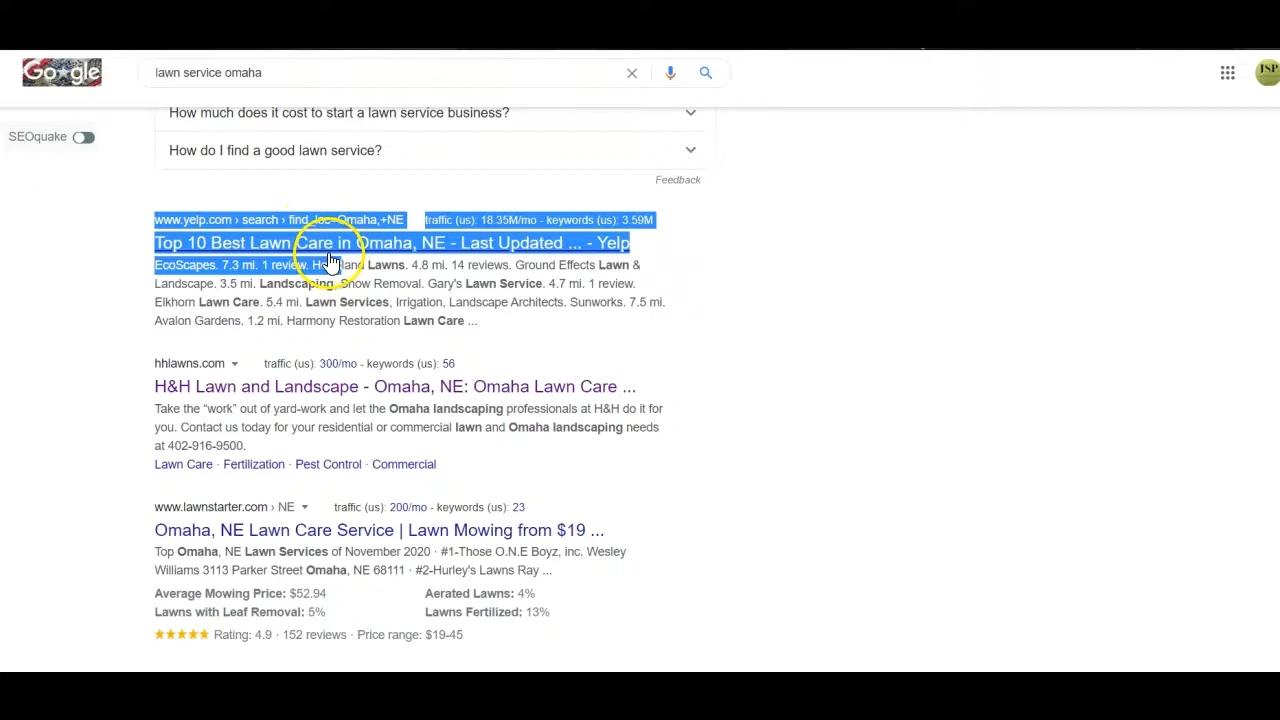 Google
lawn service omaha
JSP
How much does it cost to start a lawn service business?
SEOquake
How do I find a good lawn service?
Feedback
www.yelp.com › search › find_loc=Omaha,+NE traffic (us): 18.35M/mo - keywords (us): 3.59M
Top 10 Best Lawn Care in Omaha, NE - Last Updated ... - Yelp
EcoScapes. 7.3 mi. 1 review. Heartland Lawns. 4.8 mi. 14 reviews. Ground Effects Lawn &
Landscape. 3.5 mi. Landscaping, Snow Removal. Gary's Lawn Service. 4.7 mi. 1 review.
Elkhorn Lawn Care. 5.4 mi. Lawn Services, Irrigation, Landscape Architects. Sunworks. 7.5 mi.
Avalon Gardens. 1.2 mi. Harmony Restoration Lawn Care ...
hhlawns.com traffic (us): 300/mo - keywords (us): 56
H&H Lawn and Landscape - Omaha, NE: Omaha Lawn Care ...
Take the “work” out of yard-work and let the Omaha landscaping professionals at H&H do it for
you. Contact us today for your residential or commercial lawn and Omaha landscaping needs
at 402-916-9500.
Lawn Care · Fertilization · Pest Control · Commercial
www.lawnstarter.com › NE traffic (us): 200/mo - keywords (us): 23
Omaha, NE Lawn Care Service | Lawn Mowing from $19 ...
Top Omaha, NE Lawn Services of November 2020 · #1-Those O.N.E Boyz, inc. Wesley
Williams 3113 Parker Street Omaha, NE 68111 · #2-Hurley's Lawns Ray ...
Average Mowing Price: $52.94 Aerated Lawns: 4%
Lawns with Leaf Removal: 5% Lawns Fertilized: 13%
Rating: 4.9 · 152 reviews · Price range: $19-45